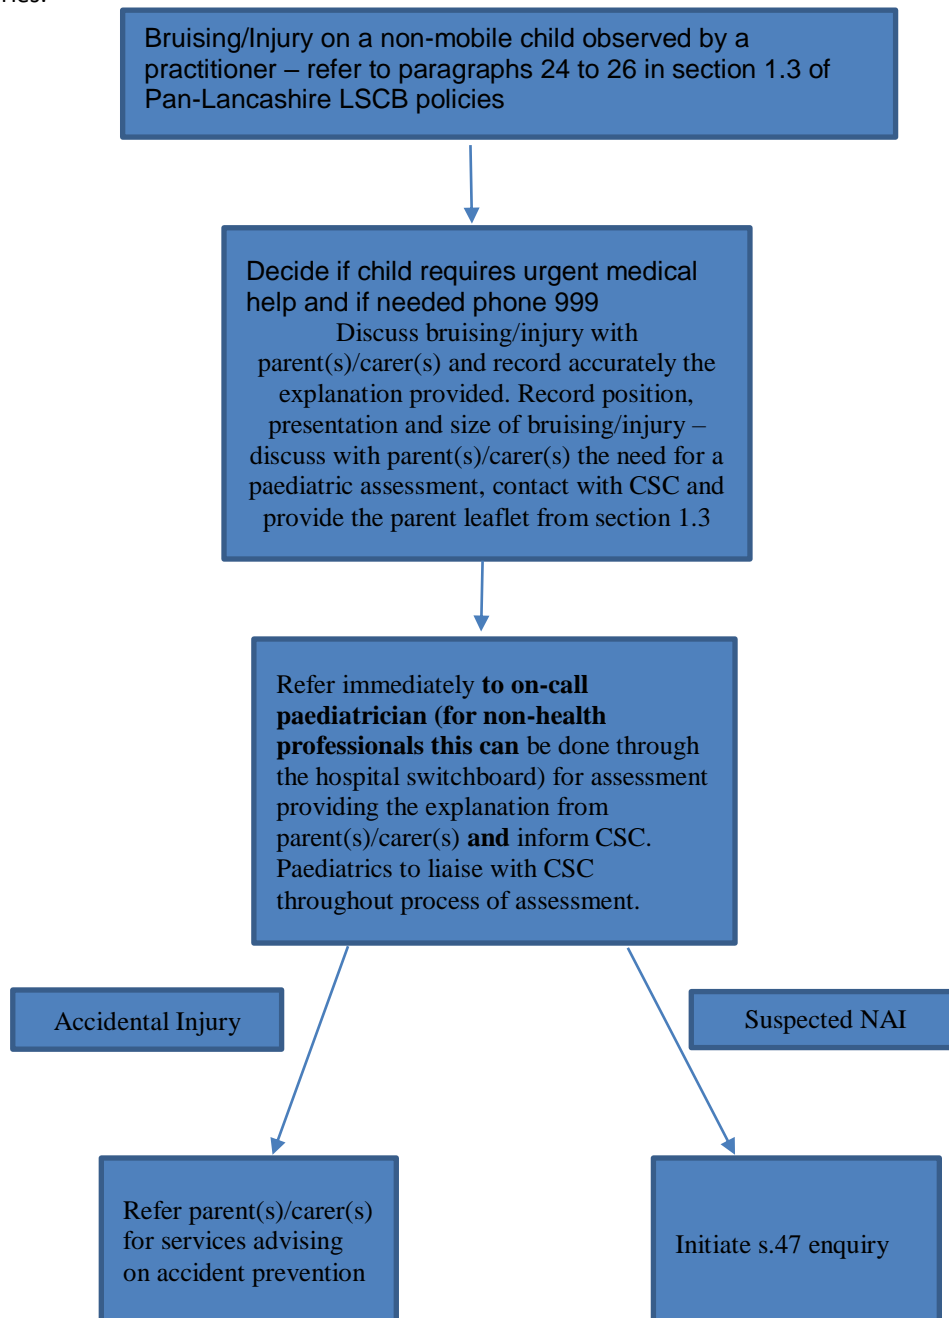 Bruising/Injury on a non-mobile child observed by a
practitioner – refer to paragraphs 24 to 26 in section 1.3 of
Pan-Lancashire LSCB policies
Decide if child requires urgent medical
help and if needed phone 999
Discuss bruising/injury with
parent(s)/carer(s) and record accurately the
explanation provided. Record position,
presentation and size of bruising/injury –
discuss with parent(s)/carer(s) the need for a
paediatric assessment, contact with CSC and
provide the parent leaflet from section 1.3
Refer immediately to on-call
paediatrician (for non-health
professionals this can be done through
the hospital switchboard) for assessment
providing the explanation from
parent(s)/carer(s) and inform CSC.
Paediatrics to liaise with CSC
throughout process of assessment.
Accidental Injury
Suspected NAI
Refer parent(s)/carer(s)
for services advising
on accident prevention
Initiate s.47 enquiry